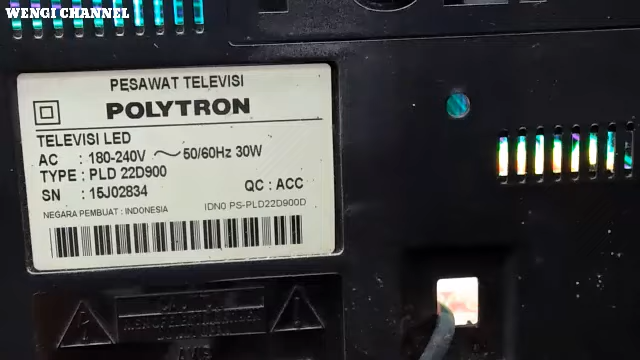 WENGI CHANNEL
PESAWAT TELEVISI
POLYTRON
TELEVISI LED
AC : 180-240V ~ 50/60Hz 30W
TYPE : PLD 22D900
SN : 15J02834
QC : ACC
NEGARA PEMBUAT : INDONESIA
IDN0 PS-PLD22D900D